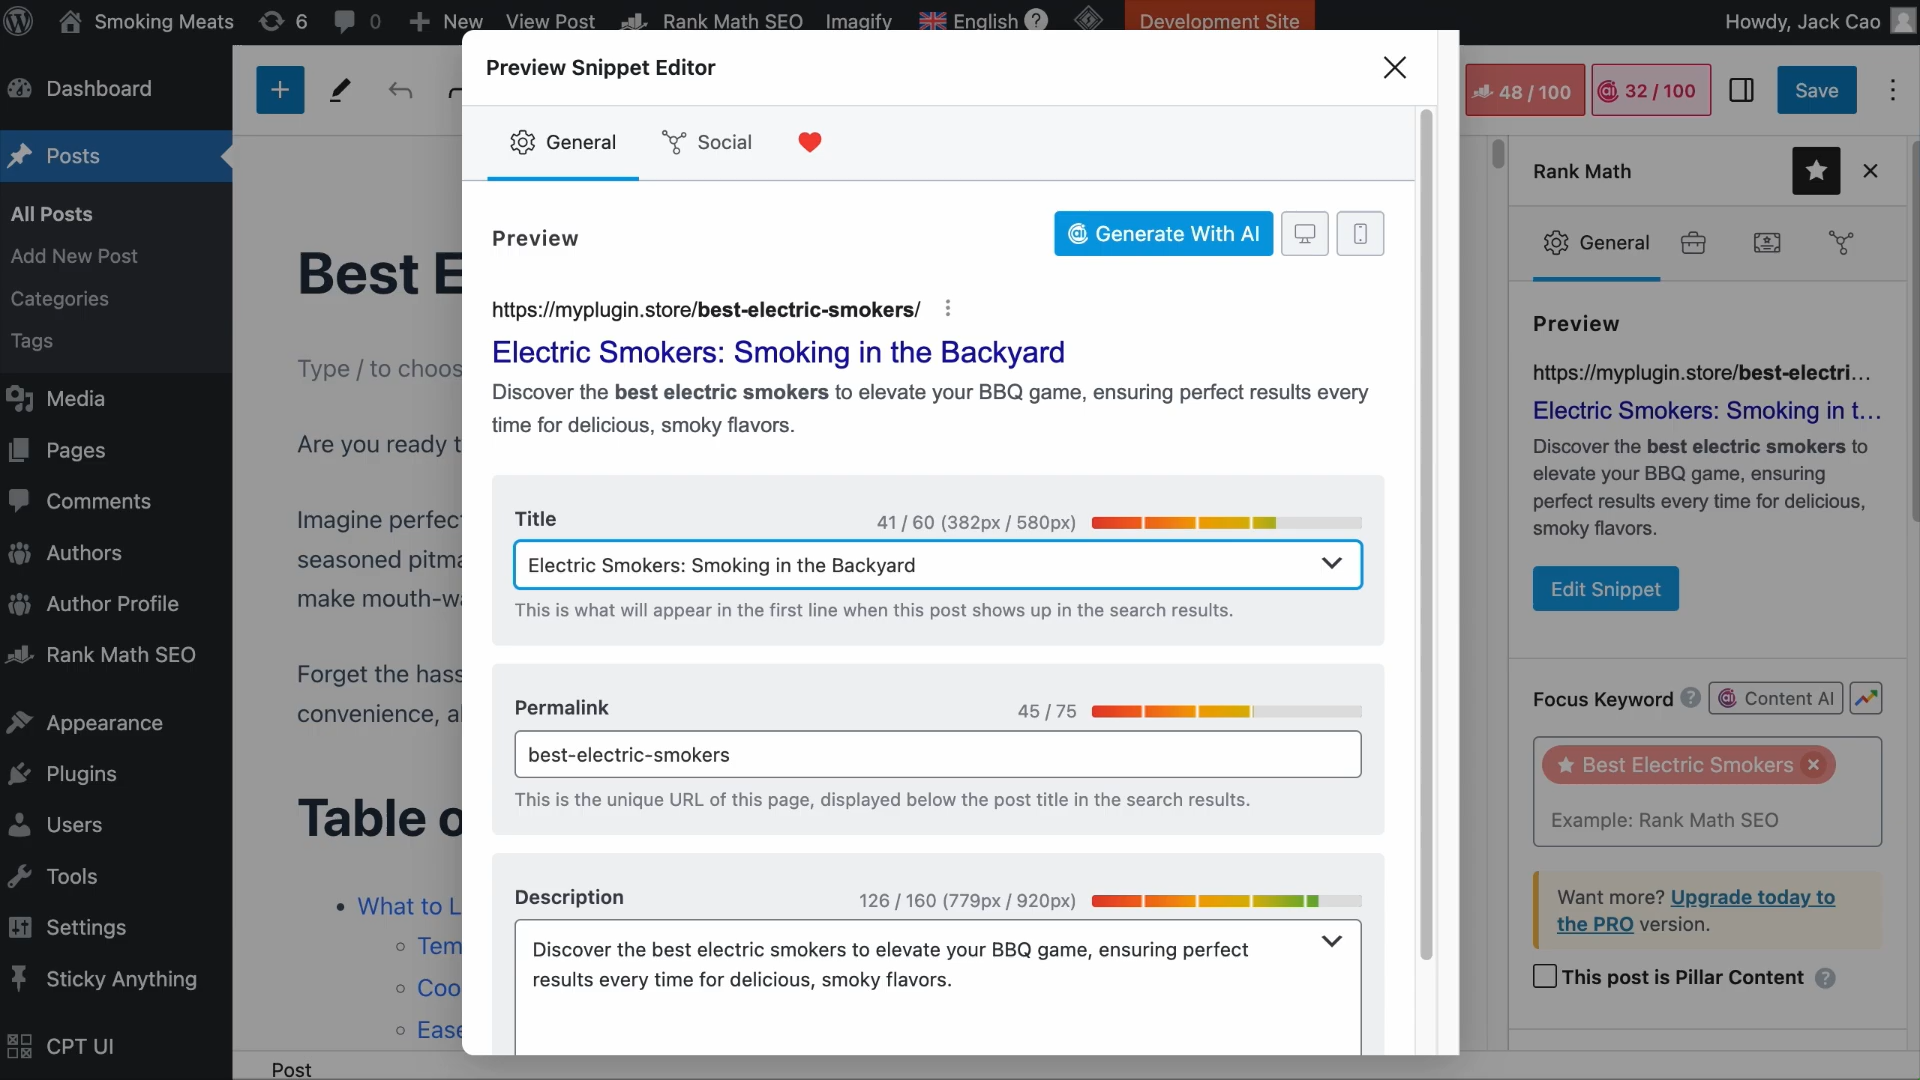 Smoking Meats
6
0
New
View Post
Rank Math SEO
Imagify
English
?
Development Site
Howdy, Jack Cao
Dashboard
Posts
All Posts
Add New Post
Categories
Tags
Media
Pages
Comments
Authors
Author Profile
Rank Math SEO
Appearance
Plugins
Users
Tools
Settings
Sticky Anything
CPT UI
Best E
Type / to choos
Are you ready t
Imagine perfec
seasoned pitma
make mouth-wa
Forget the hass
convenience, a
Table o
What to L
Tem
Coo
Ease
Post
Preview Snippet Editor
General
Social
Preview
Generate With AI
https://myplugin.store/best-electric-smokers/
Electric Smokers: Smoking in the Backyard
Discover the best electric smokers to elevate your BBQ game, ensuring perfect results every
time for delicious, smoky flavors.
Title
41 / 60 (382px / 580px)
Electric Smokers: Smoking in the Backyard
This is what will appear in the first line when this post shows up in the search results.
Permalink
45 / 75
best-electric-smokers
This is the unique URL of this page, displayed below the post title in the search results.
Description
126 / 160 (779px / 920px)
Discover the best electric smokers to elevate your BBQ game, ensuring perfect
results every time for delicious, smoky flavors.
48 / 100
32 / 100
Save
Rank Math
General
Preview
https://myplugin.store/best-electri...
Electric Smokers: Smoking in t...
Discover the best electric smokers to
elevate your BBQ game, ensuring
perfect results every time for delicious,
smoky flavors.
Edit Snippet
Focus Keyword
?
Content AI
Best Electric Smokers
Example: Rank Math SEO
Want more? Upgrade today to
the PRO version.
This post is Pillar Content
?